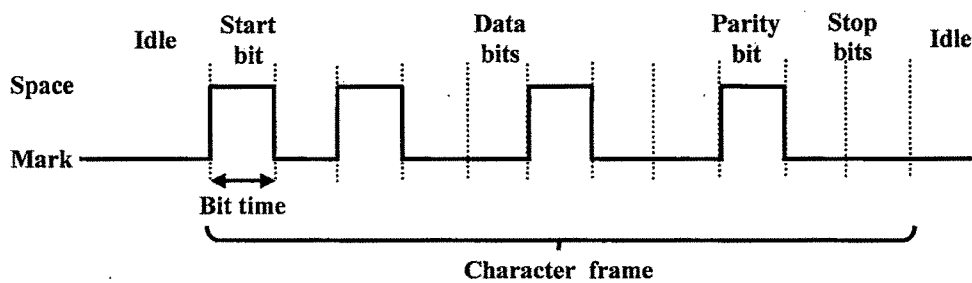 Idle
Start
bit
Data
bits
Parity
bit
Stop
bits
Idle
Space
Mark
Bit time
Character frame